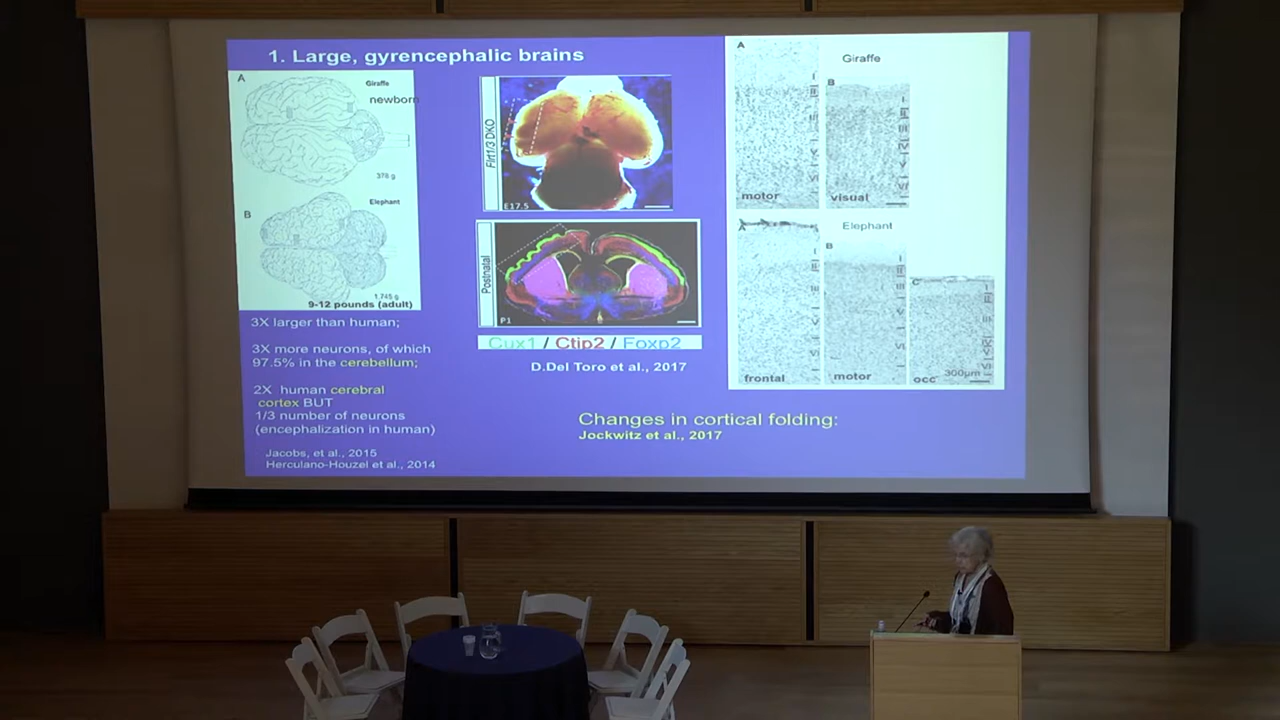 1. Large, gyrencephalic brains
A
Giraffe
newborn
378 g
B
Elephant
1,745 g
9-12 pounds (adult)
3X larger than human;
3X more neurons, of which
97.5% in the cerebellum;
2X human cerebral
cortex BUT
1/3 number of neurons
(encephalization in human)
Jacobs, et al., 2015
Herculano-Houzel et al., 2014
Flrt1/3 DKO
E17.5
Postnatal
P1
Cux1 / Ctip2 / Foxp2
D.Del Toro et al., 2017
Changes in cortical folding:
Jockwitz et al., 2017
A
Giraffe
B
motor
visual
A
Elephant
B
C
frontal
motor
occ
300μm